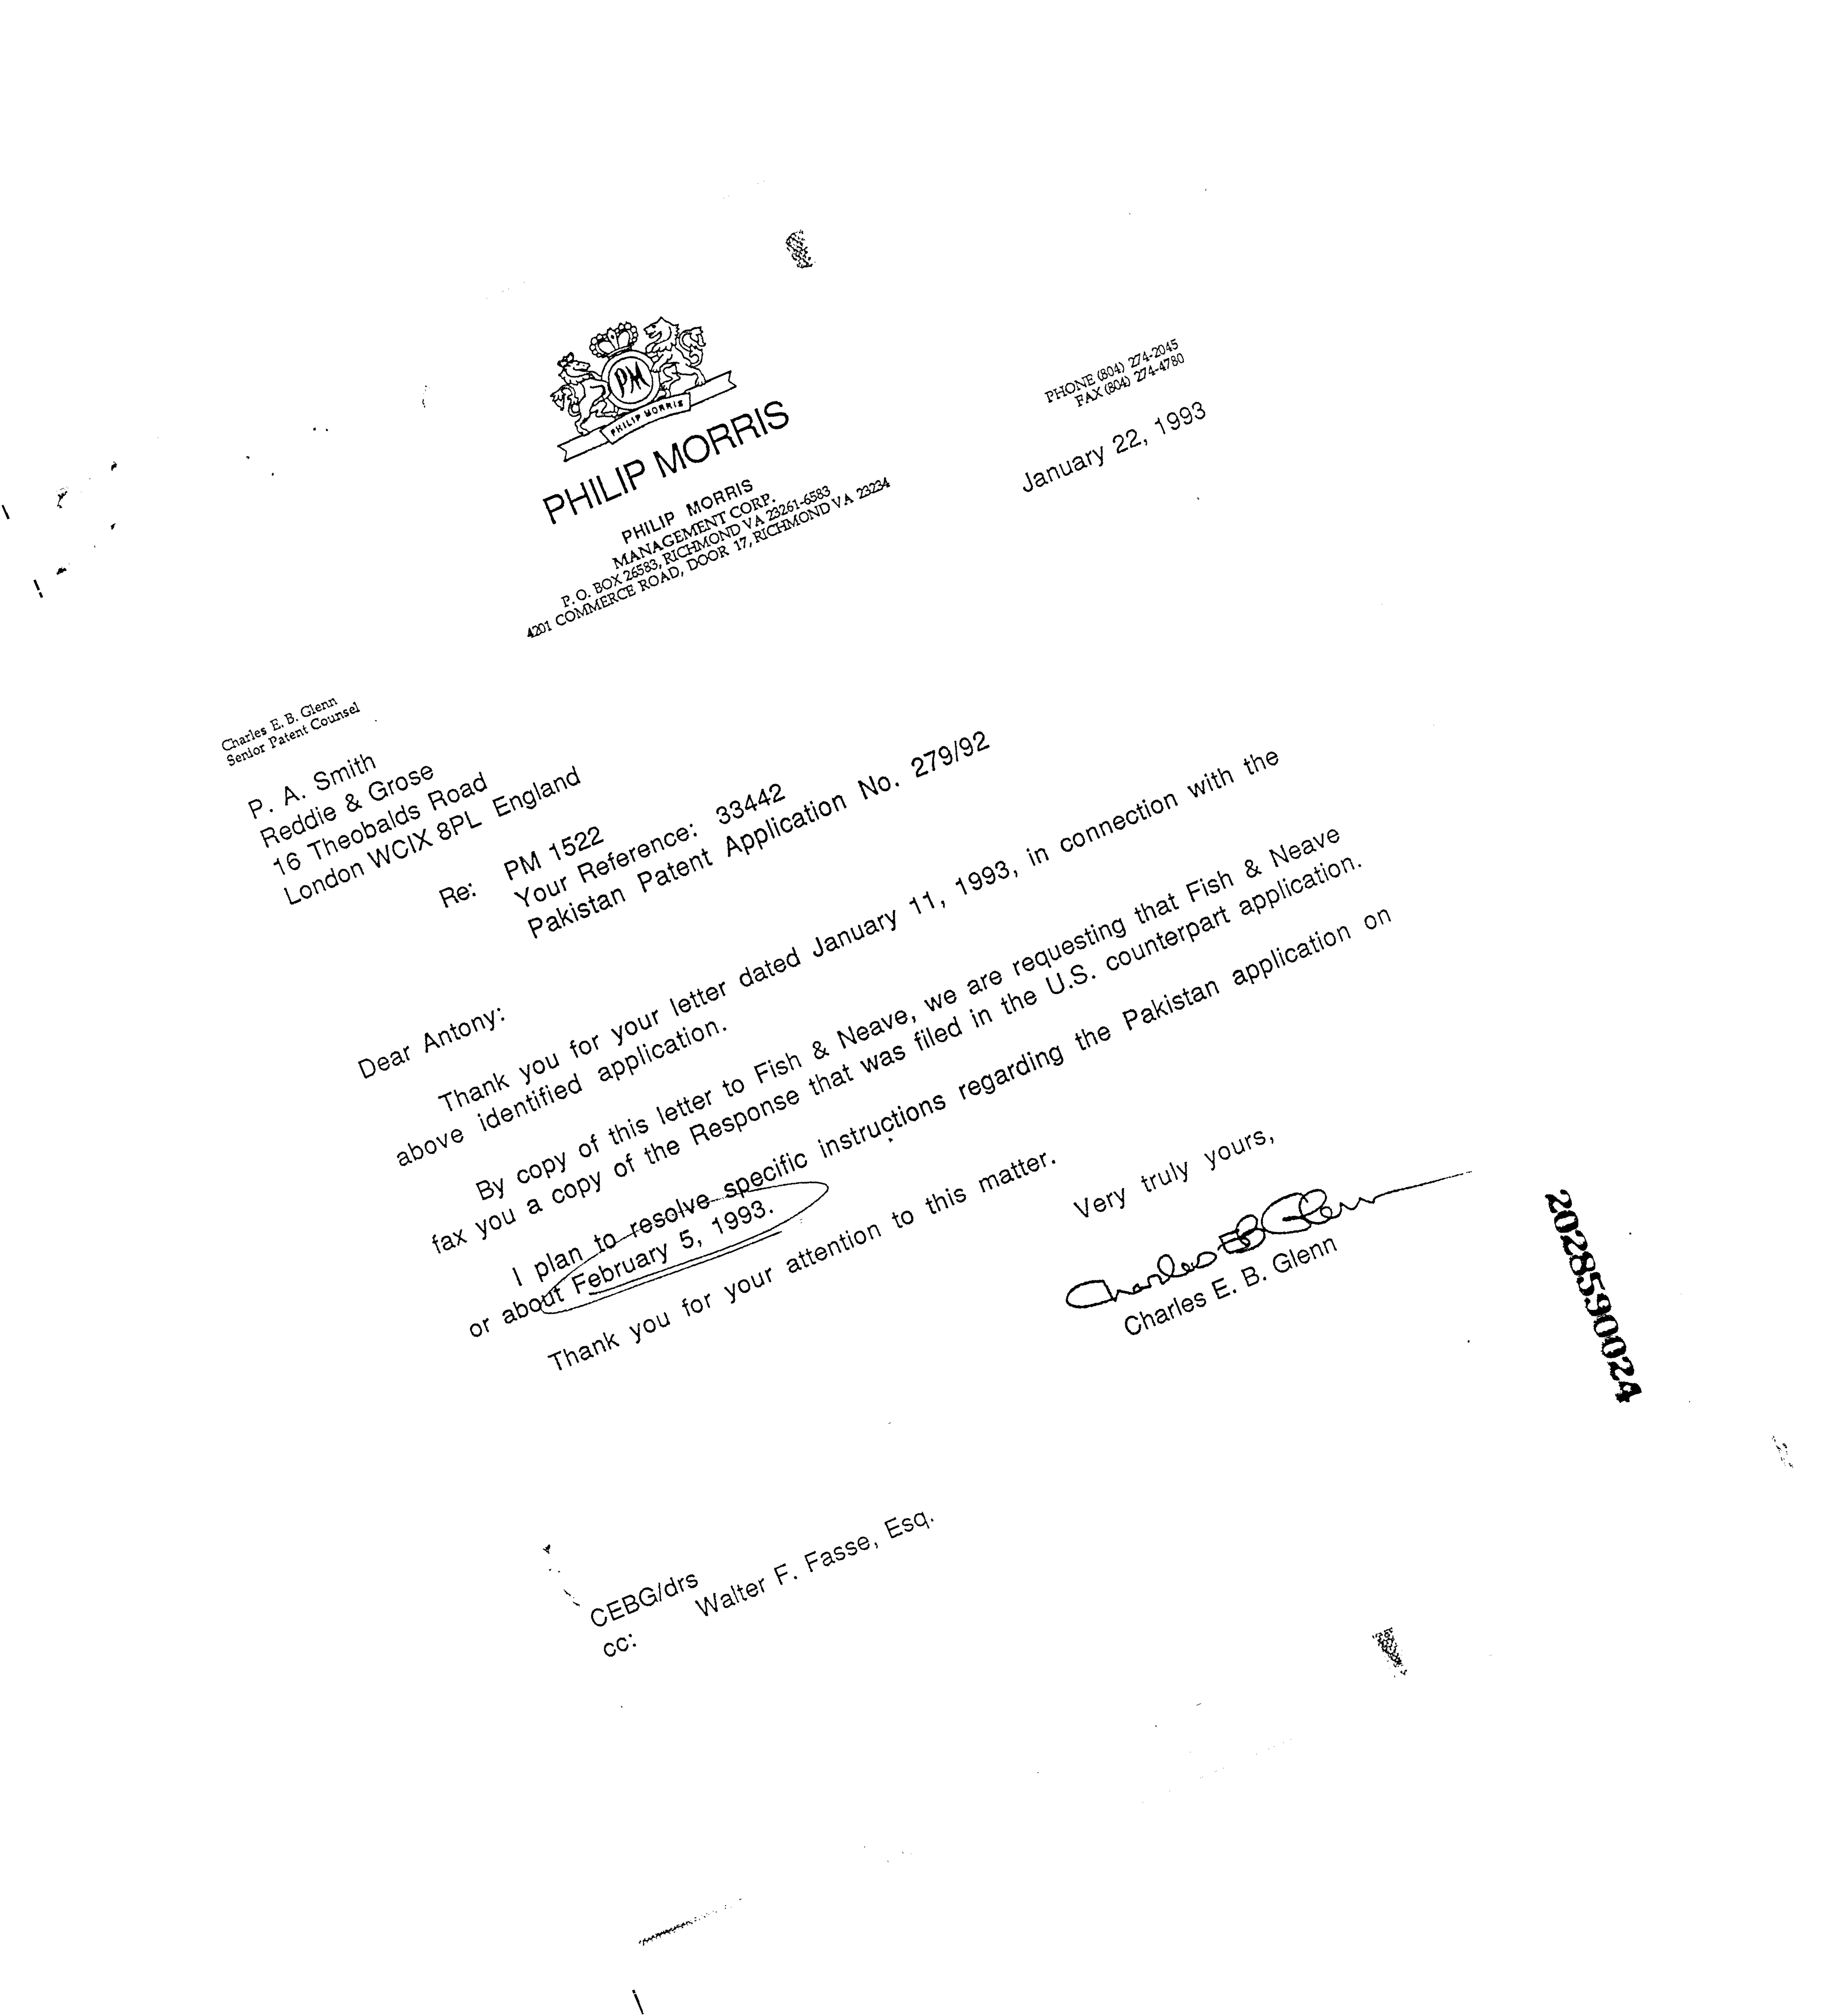 PM
PHILIP MORRIS
PHILIP MORRIS
PHILIP MORRIS
MANAGEMENT CORP.
P. O. BOX 26583, RICHMOND VA 23261-6583
4201 COMMERCE ROAD, DOOR 17, RICHMOND VA 23234
PHONE (804) 274-2045
FAX (804) 274-4780
January 22, 1993
Charles E. B. Glenn
Senior Patent Counsel
P. A. Smith
Reddie & Grose
16 Theobalds Road
London WCIX 8PL England
Re: PM 1522
Your Reference: 33442
Pakistan Patent Application No. 279/92
Dear Antony:
Thank you for your letter dated January 11, 1993, in connection with the
above identified application.
By copy of this letter to Fish & Neave, we are requesting that Fish & Neave
fax you a copy of the Response that was filed in the U.S. counterpart application.
I plan to resolve specific instructions regarding the Pakistan application on
or about February 5, 1993.
Thank you for your attention to this matter.
Very truly yours,
Charles E B Glenn
Charles E. B. Glenn
CEBG/drs
cc: Walter F. Fasse, Esq.
2028590024